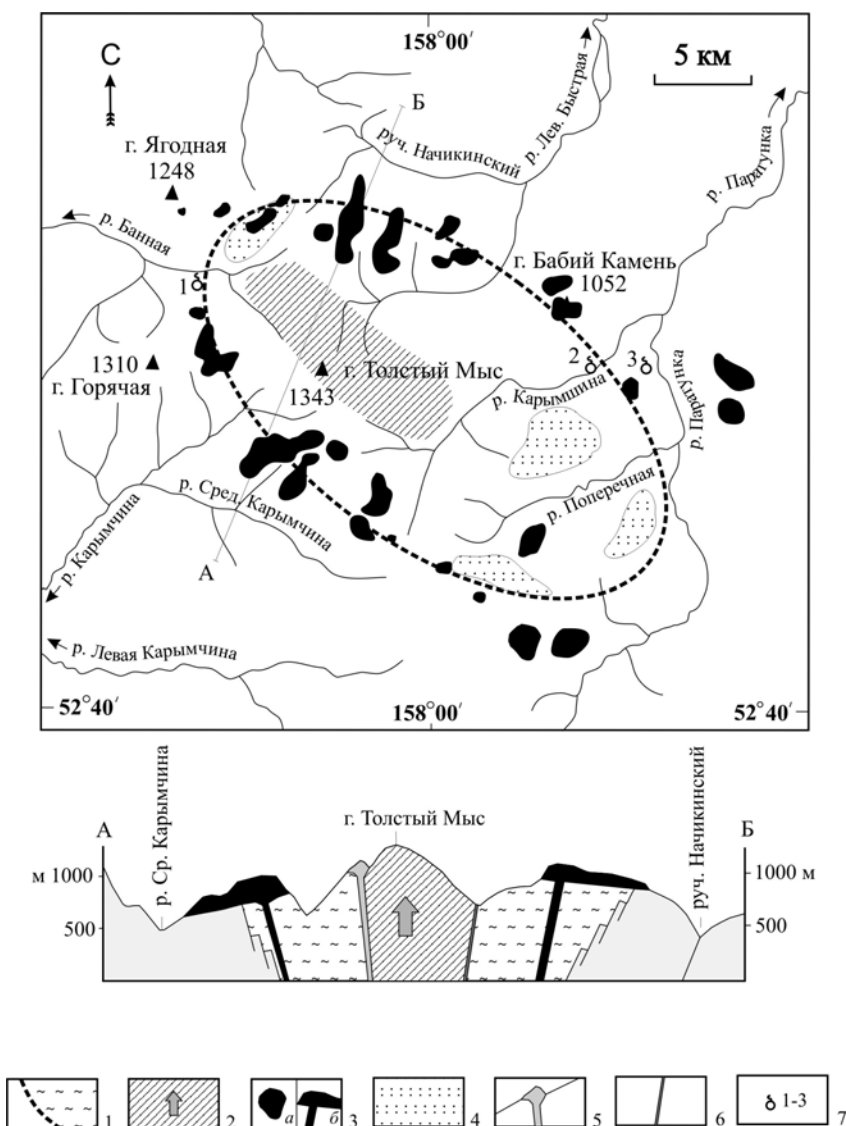 158°00′
5 км
С
Б
руч. Начикинский
р. Лев. Быстрая
р. Парагунка
г. Ягодная
1248
р. Банная
г. Бабий Камень
1052
1
2
3
1310
г. Горячая
г. Толстый Мыс
1343
р. Карымшина
р. Парагунка
р. Сред. Карымчина
р. Поперечная
А
р. Карымчина
р. Левая Карымчина
52°40′
158°00′
52°40′
А
р. Ср. Карымчина
г. Толстый Мыс
руч. Начикинский
Б
м 1000
500
1000 м
500
1
2
а
б
3
4
5
6
1-3
7